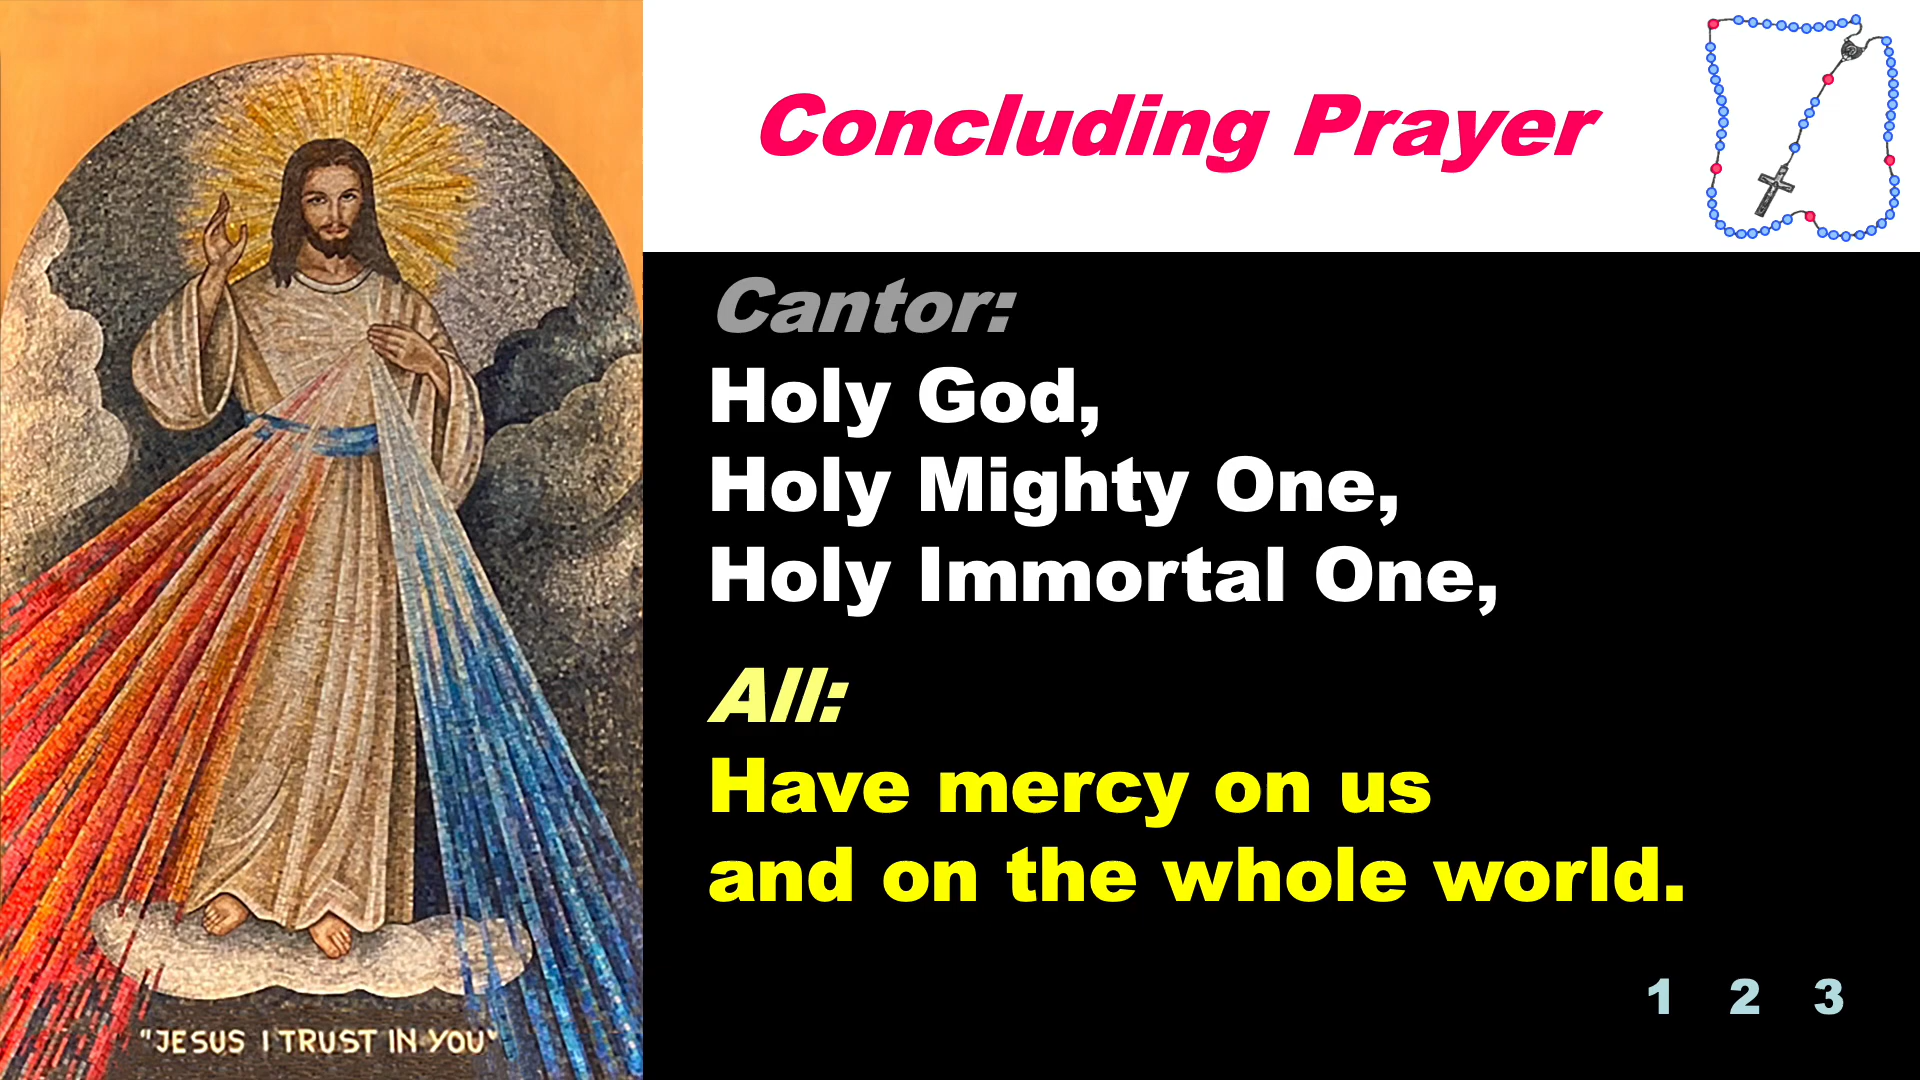 Concluding Prayer
Cantor:
Holy God,
Holy Mighty One,
Holy Immortal One,
All:
Have mercy on us
and on the whole world.
1 2 3
"JESUS I TRUST IN YOU"